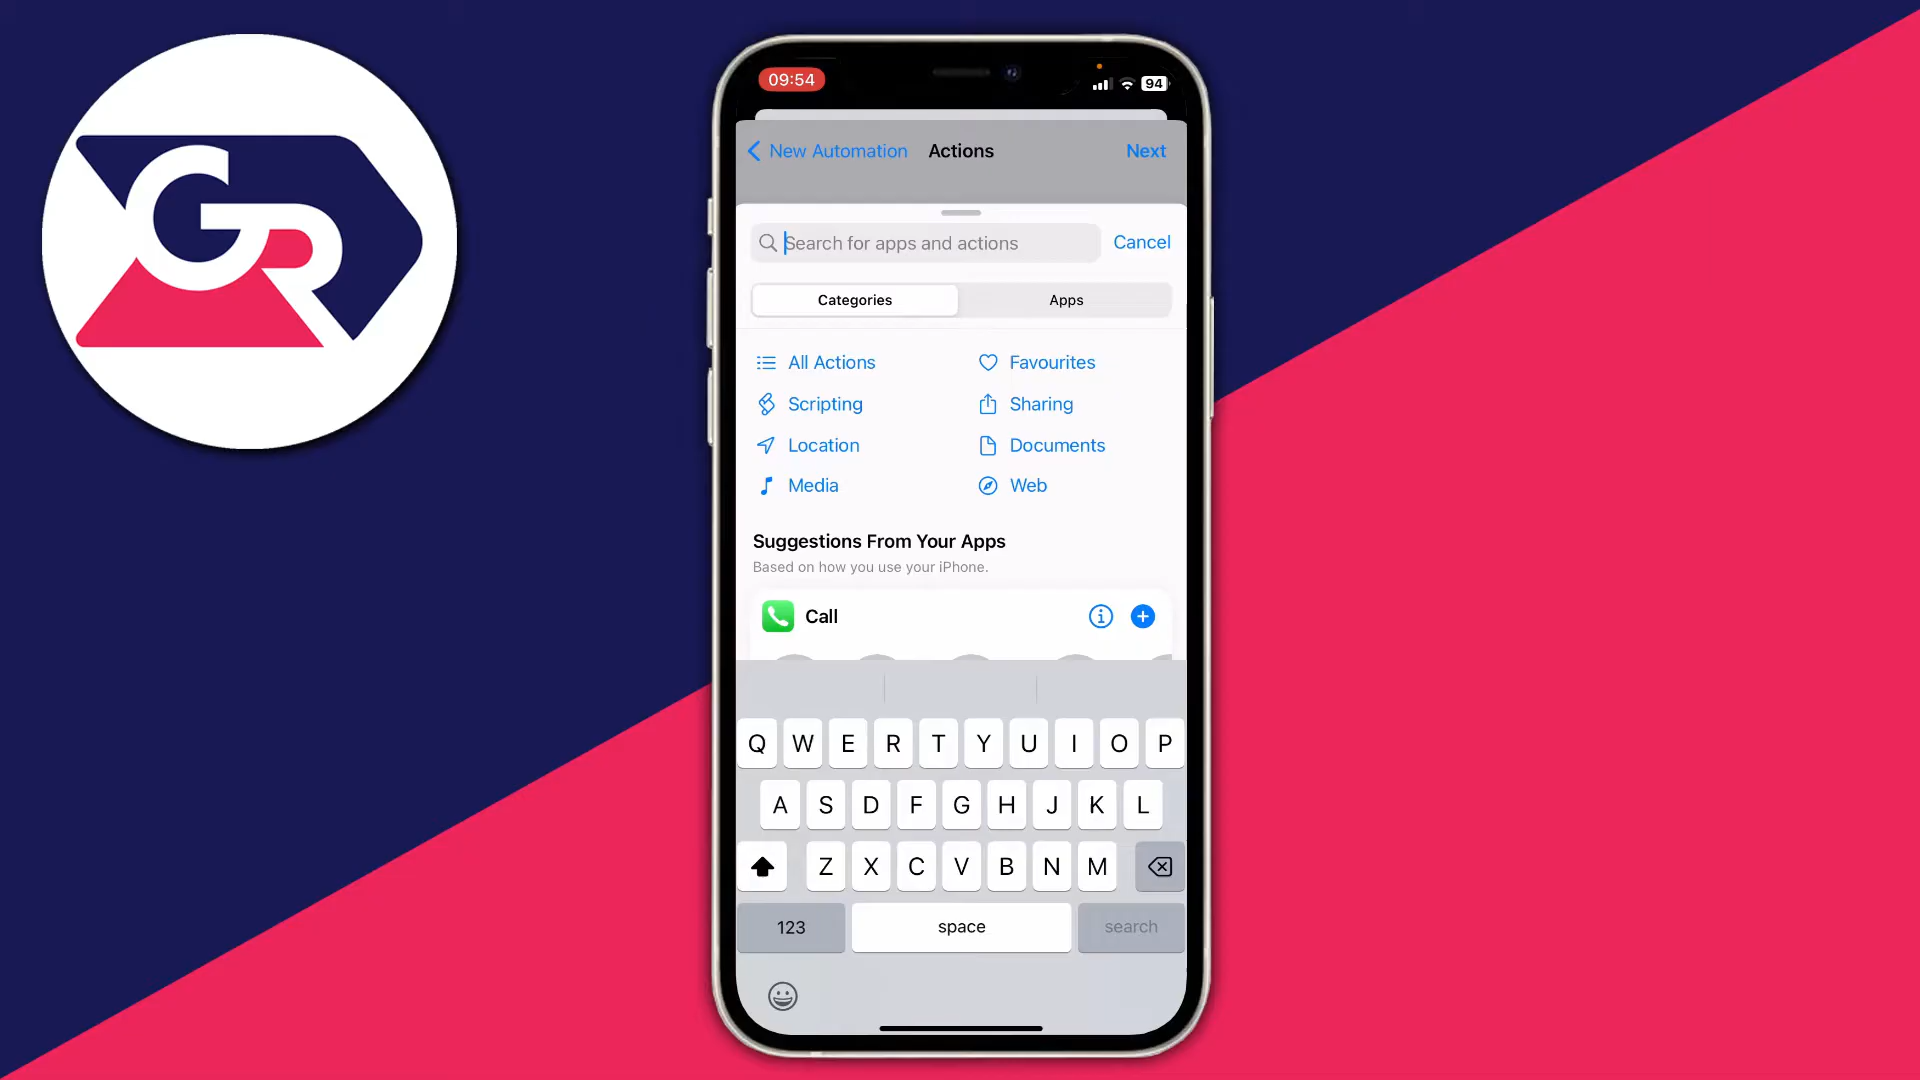 GR
09:54
94
New Automation Actions Next
Search for apps and actions Cancel
Categories Apps
All Actions Favourites
Scripting Sharing
Location Documents
Media Web
Suggestions From Your Apps
Based on how you use your iPhone.
Call
Q W E R T Y U I O P
A S D F G H J K L
Z X C V B N M
123 space search